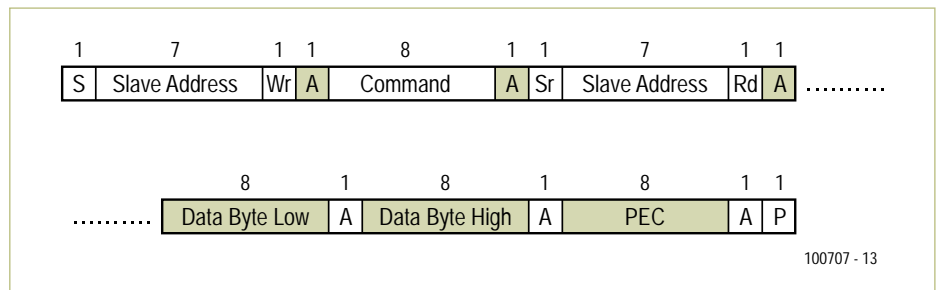 1 7 1 1 8 1 1 7 1 1
S Slave Address Wr A Command A Sr Slave Address Rd A ..........
8 1 8 1 8 1 1
.......... Data Byte Low A Data Byte High A PEC A P
100707 - 13